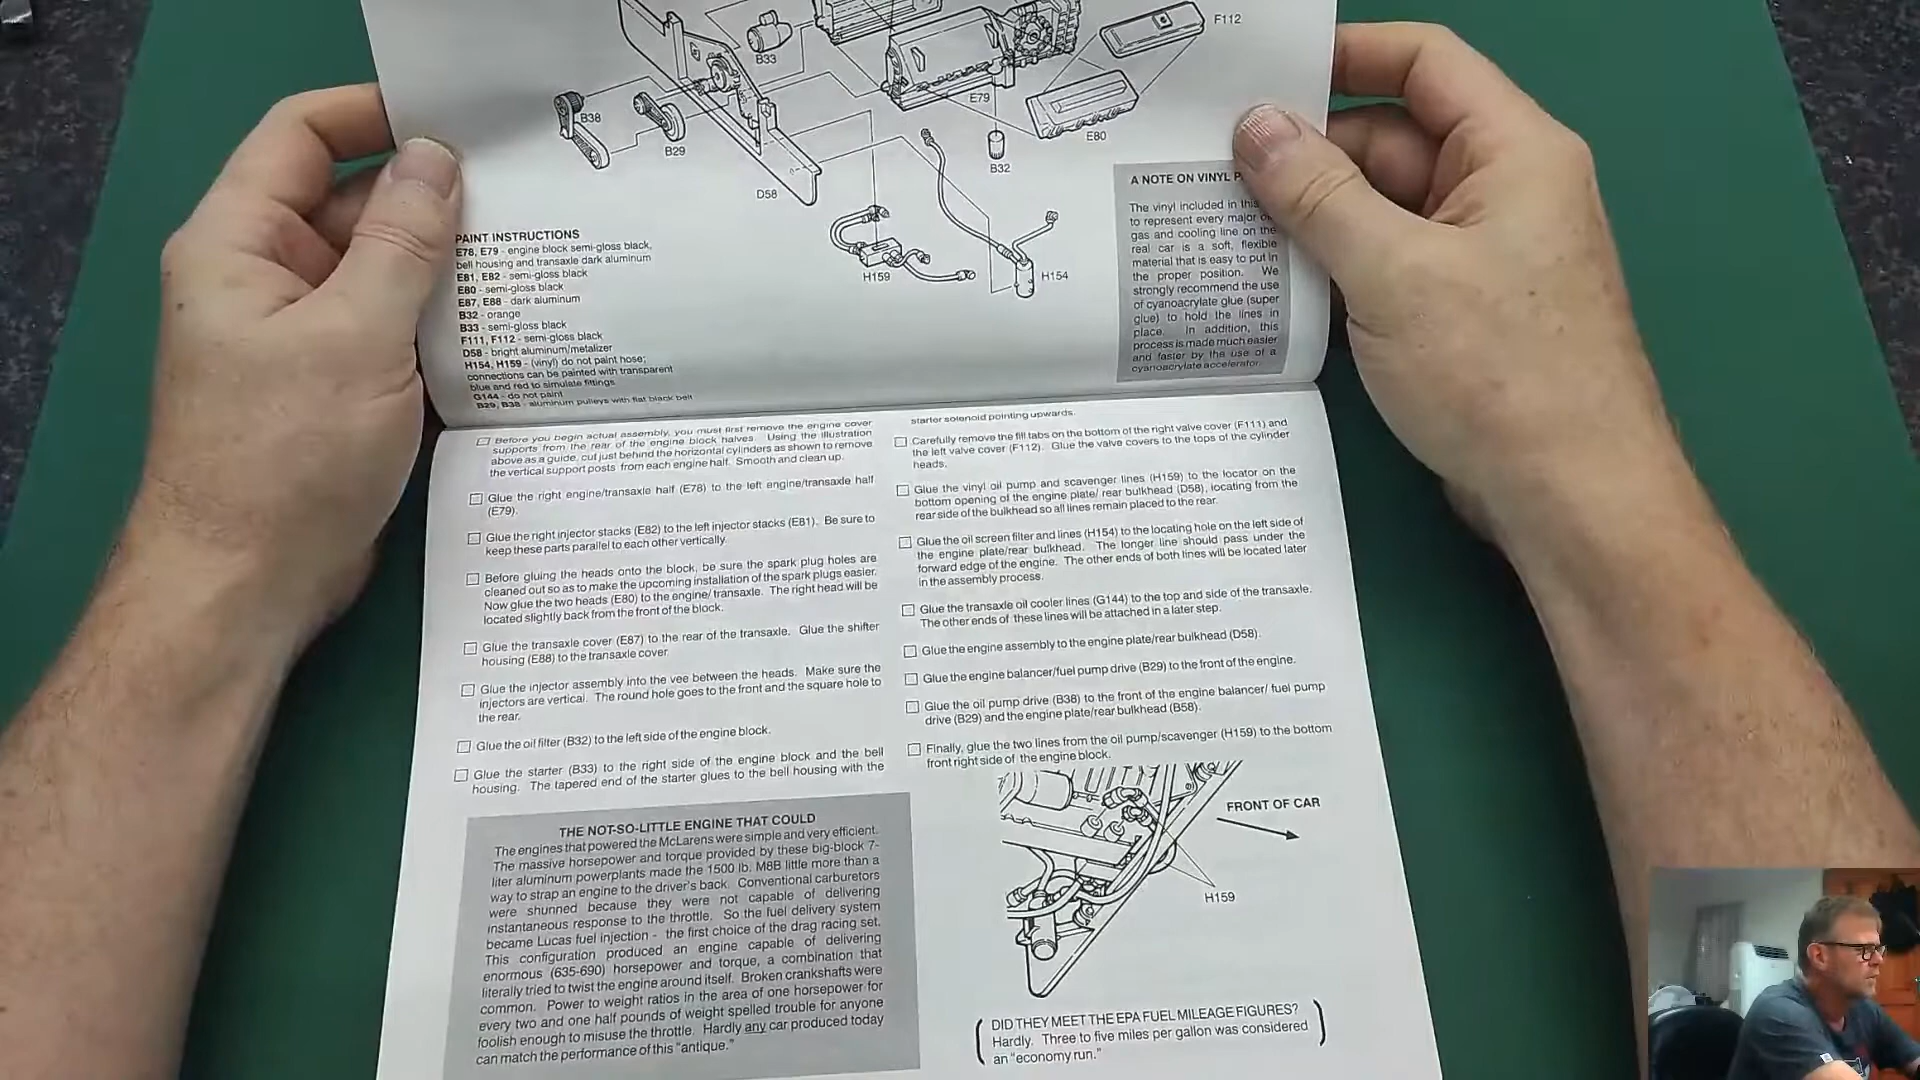 F112
B33
E79
B38
E80
B29
B32
D58
H159
H154
A NOTE ON VINYL
The vinyl included in this
to represent every major
gas and cooling line on the
real car is a soft, flexible
material that is easy to put in
the proper position. We
strongly recommend the use
of cyanoacrylate glue (super
glue) to hold the lines in
place. In addition, this
process is made much easier
and faster by the use of a
cyanoacrylate accelerator.
PAINT INSTRUCTIONS
E78, E79 - engine block semi-gloss black,
bell housing and transaxle dark aluminum
E81, E82 - semi-gloss black
E80 - semi-gloss black
E87, E88 - dark aluminum
B32 - orange
B33 - semi-gloss black
F111, F112 - semi-gloss black
D58 - bright aluminum/metalizer
H154, H159 - (vinyl) do not paint hose;
connections can be painted with transparent
blue and red to simulate fittings
G144 - do not paint
B29, B38 - aluminum pulleys with flat black belt
Before you begin actual assembly, you must first remove the engine cover
supports from the rear of the engine block halves. Using the illustration
above as a guide, cut just behind the horizontal cylinders as shown to remove
the vertical support posts from each engine half. Smooth and clean up.
Glue the right engine/transaxle half (E78) to the left engine/transaxle half
(E79).
Glue the right injector stacks (E82) to the left injector stacks (E81). Be sure to
keep these parts parallel to each other vertically.
Before gluing the heads onto the block, be sure the spark plug holes are
cleaned out so as to make the upcoming installation of the spark plugs easier.
Now glue the two heads (E80) to the engine/ transaxle. The right head will be
located slightly back from the front of the block.
Glue the transaxle cover (E87) to the rear of the transaxle. Glue the shifter
housing (E88) to the transaxle cover.
Glue the injector assembly into the vee between the heads. Make sure the
injectors are vertical. The round hole goes to the front and the square hole to
the rear.
Glue the oil filter (B32) to the left side of the engine block.
Glue the starter (B33) to the right side of the engine block and the bell
housing. The tapered end of the starter glues to the bell housing with the
starter solenoid pointing upwards.
Carefully remove the fill tabs on the bottom of the right valve cover (F111) and
the left valve cover (F112). Glue the valve covers to the tops of the cylinder
heads.
Glue the vinyl oil pump and scavenger lines (H159) to the locator on the
bottom opening of the engine plate/ rear bulkhead (D58), locating from the
rear side of the bulkhead so all lines remain placed to the rear.
Glue the oil screen filter and lines (H154) to the locating hole on the left side of
the engine plate/rear bulkhead. The longer line should pass under the
forward edge of the engine. The other ends of both lines will be located later
in the assembly process.
Glue the transaxle oil cooler lines (G144) to the top and side of the transaxle.
The other ends of these lines will be attached in a later step.
Glue the engine assembly to the engine plate/rear bulkhead (D58).
Glue the engine balancer/fuel pump drive (B29) to the front of the engine.
Glue the oil pump drive (B38) to the front of the engine balancer/ fuel pump
drive (B29) and the engine plate/rear bulkhead (B58).
Finally, glue the two lines from the oil pump/scavenger (H159) to the bottom
front right side of the engine block.
THE NOT-SO-LITTLE ENGINE THAT COULD
The engines that powered the McLarens were simple and very efficient.
The massive horsepower and torque provided by these big-block 7-
liter aluminum powerplants made the 1500 lb. M8B little more than a
way to strap an engine to the driver's back. Conventional carburetors
were shunned because they were not capable of delivering
instantaneous response to the throttle. So the fuel delivery system
became Lucas fuel injection - the first choice of the drag racing set.
This configuration produced an engine capable of delivering
enormous (635-690) horsepower and torque, a combination that
literally tried to twist the engine around itself. Broken crankshafts were
common. Power to weight ratios in the area of one horsepower for
every two and one half pounds of weight spelled trouble for anyone
foolish enough to misuse the throttle. Hardly any car produced today
can match the performance of this "antique."
FRONT OF CAR
H159
DID THEY MEET THE EPA FUEL MILEAGE FIGURES?
Hardly. Three to five miles per gallon was considered
an "economy run."